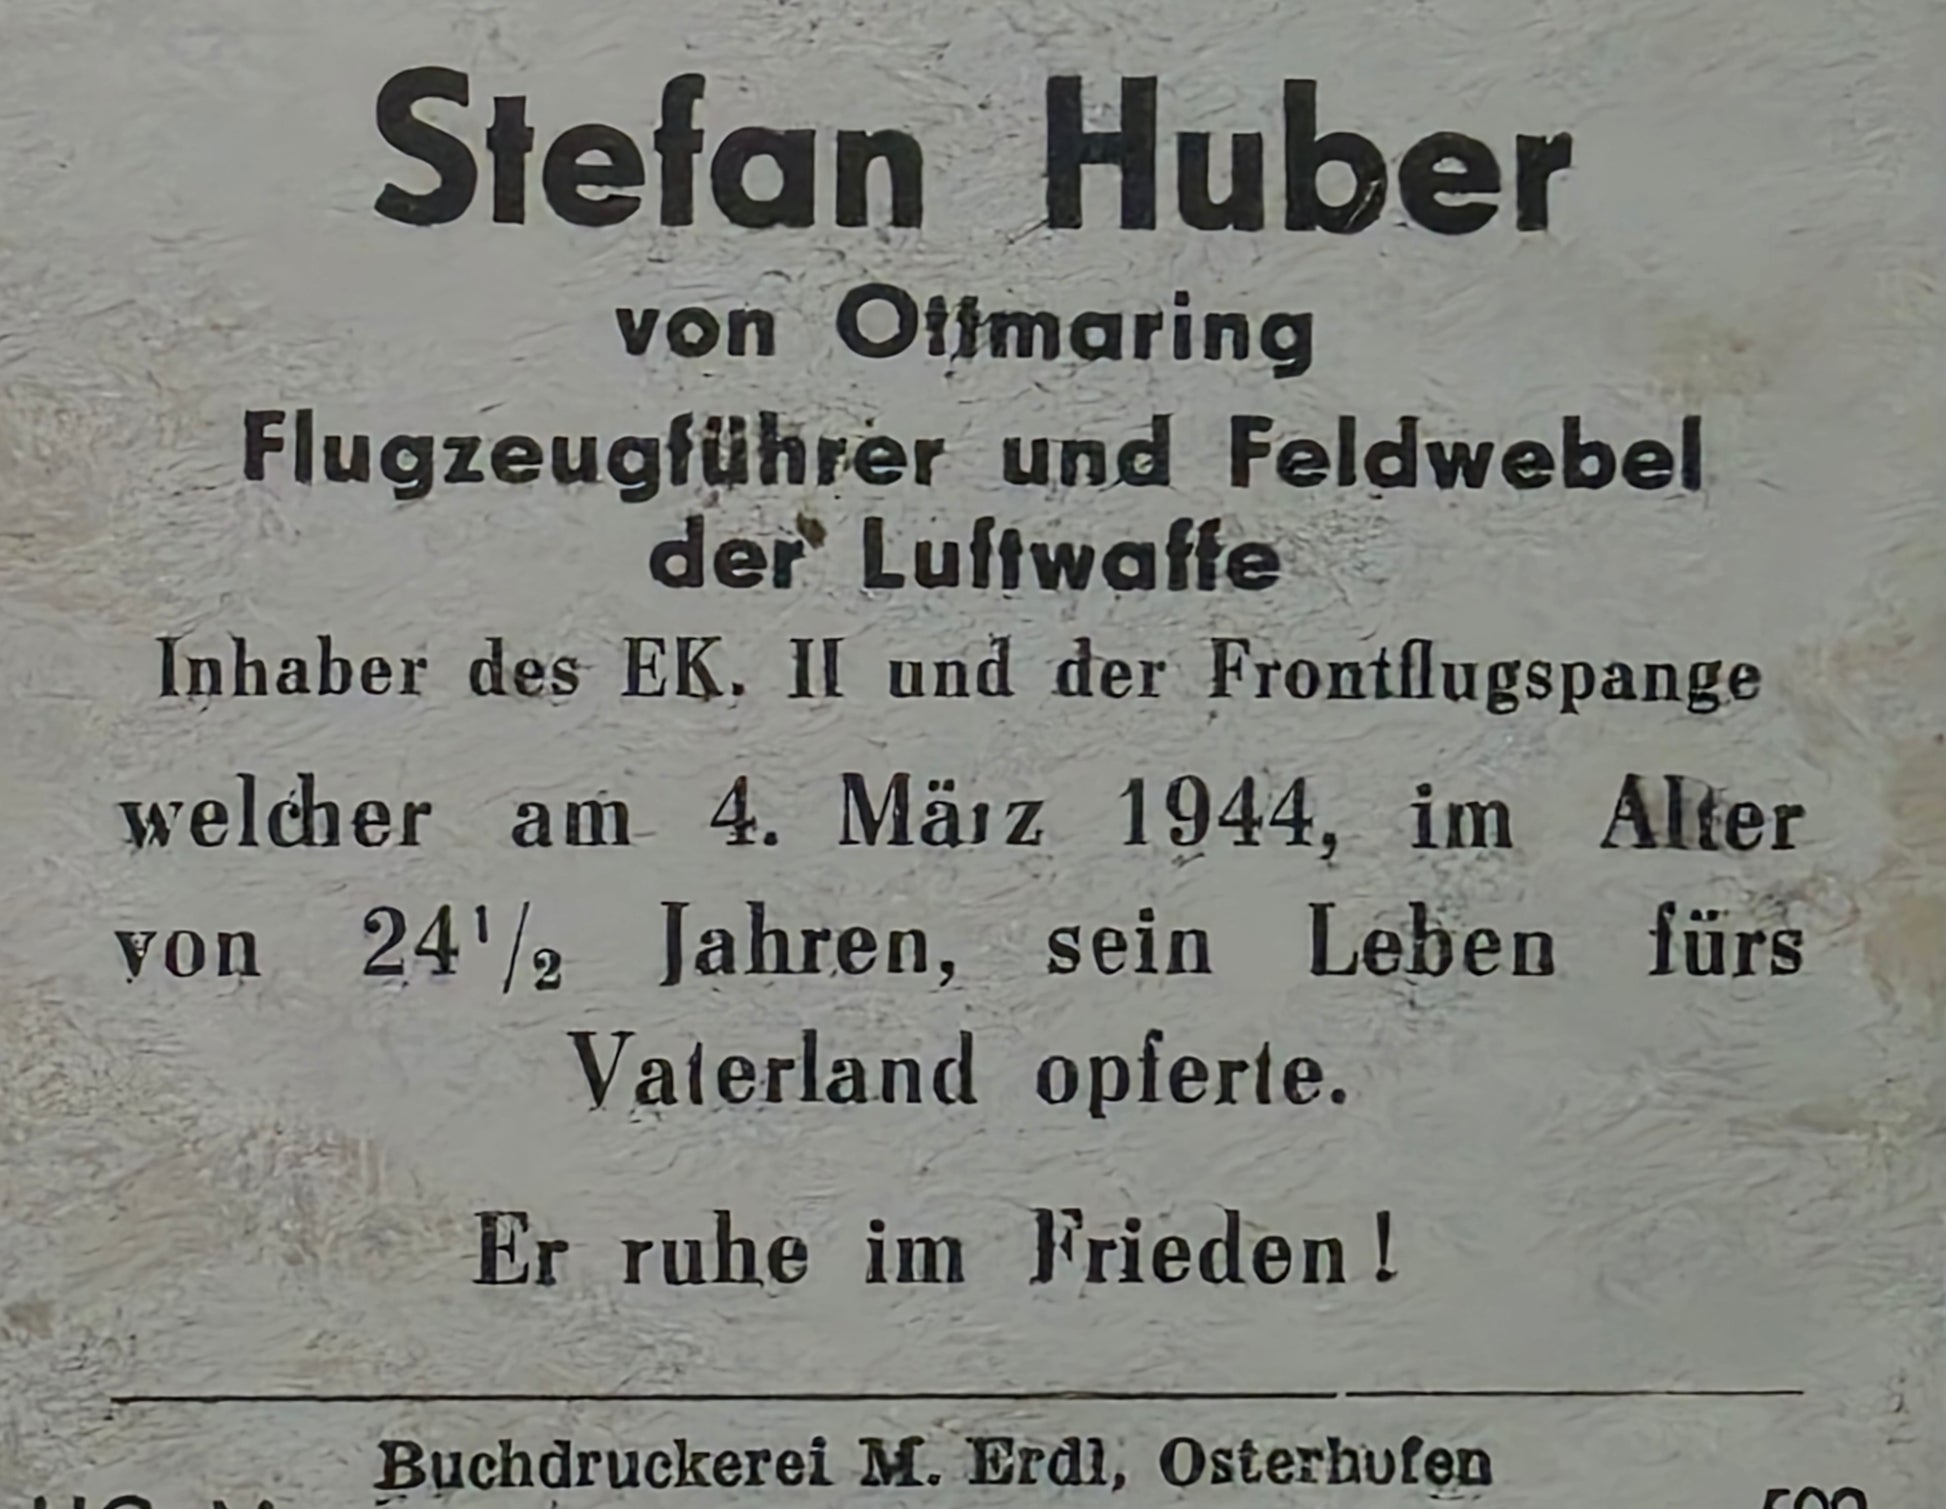 Stefan Huber
von Ottmaring
Flugzeugführer und Feldwebel
der Luftwaffe
Inhaber des EK. II und der Frontflugspange
welcher am 4. März 1944, im Alter
von 24 1/2 Jahren, sein Leben fürs
Vaterland opferte.
Er ruhe im Frieden!
Buchdruckerei M. Erdl, Osterhofen